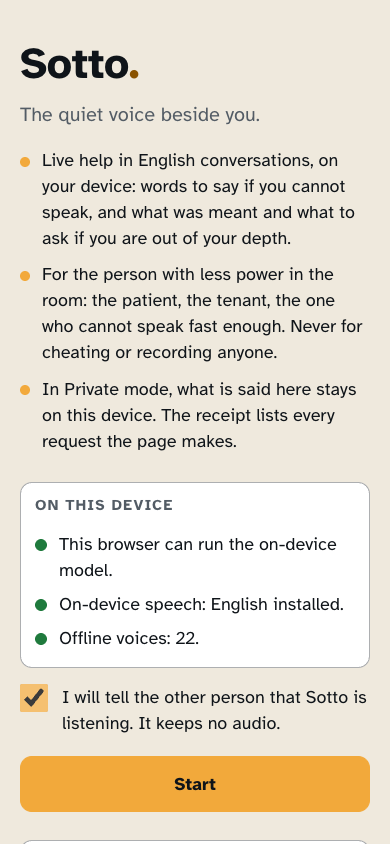 Sotto.
The quiet voice beside you.
Live help in English conversations, on
your device: words to say if you cannot
speak, and what was meant and what to
ask if you are out of your depth.
For the person with less power in the
room: the patient, the tenant, the one
who cannot speak fast enough. Never for
cheating or recording anyone.
In Private mode, what is said here stays
on this device. The receipt lists every
request the page makes.
ON THIS DEVICE
This browser can run the on-device
model.
On-device speech: English installed.
Offline voices: 22.
I will tell the other person that Sotto is
listening. It keeps no audio.
Start